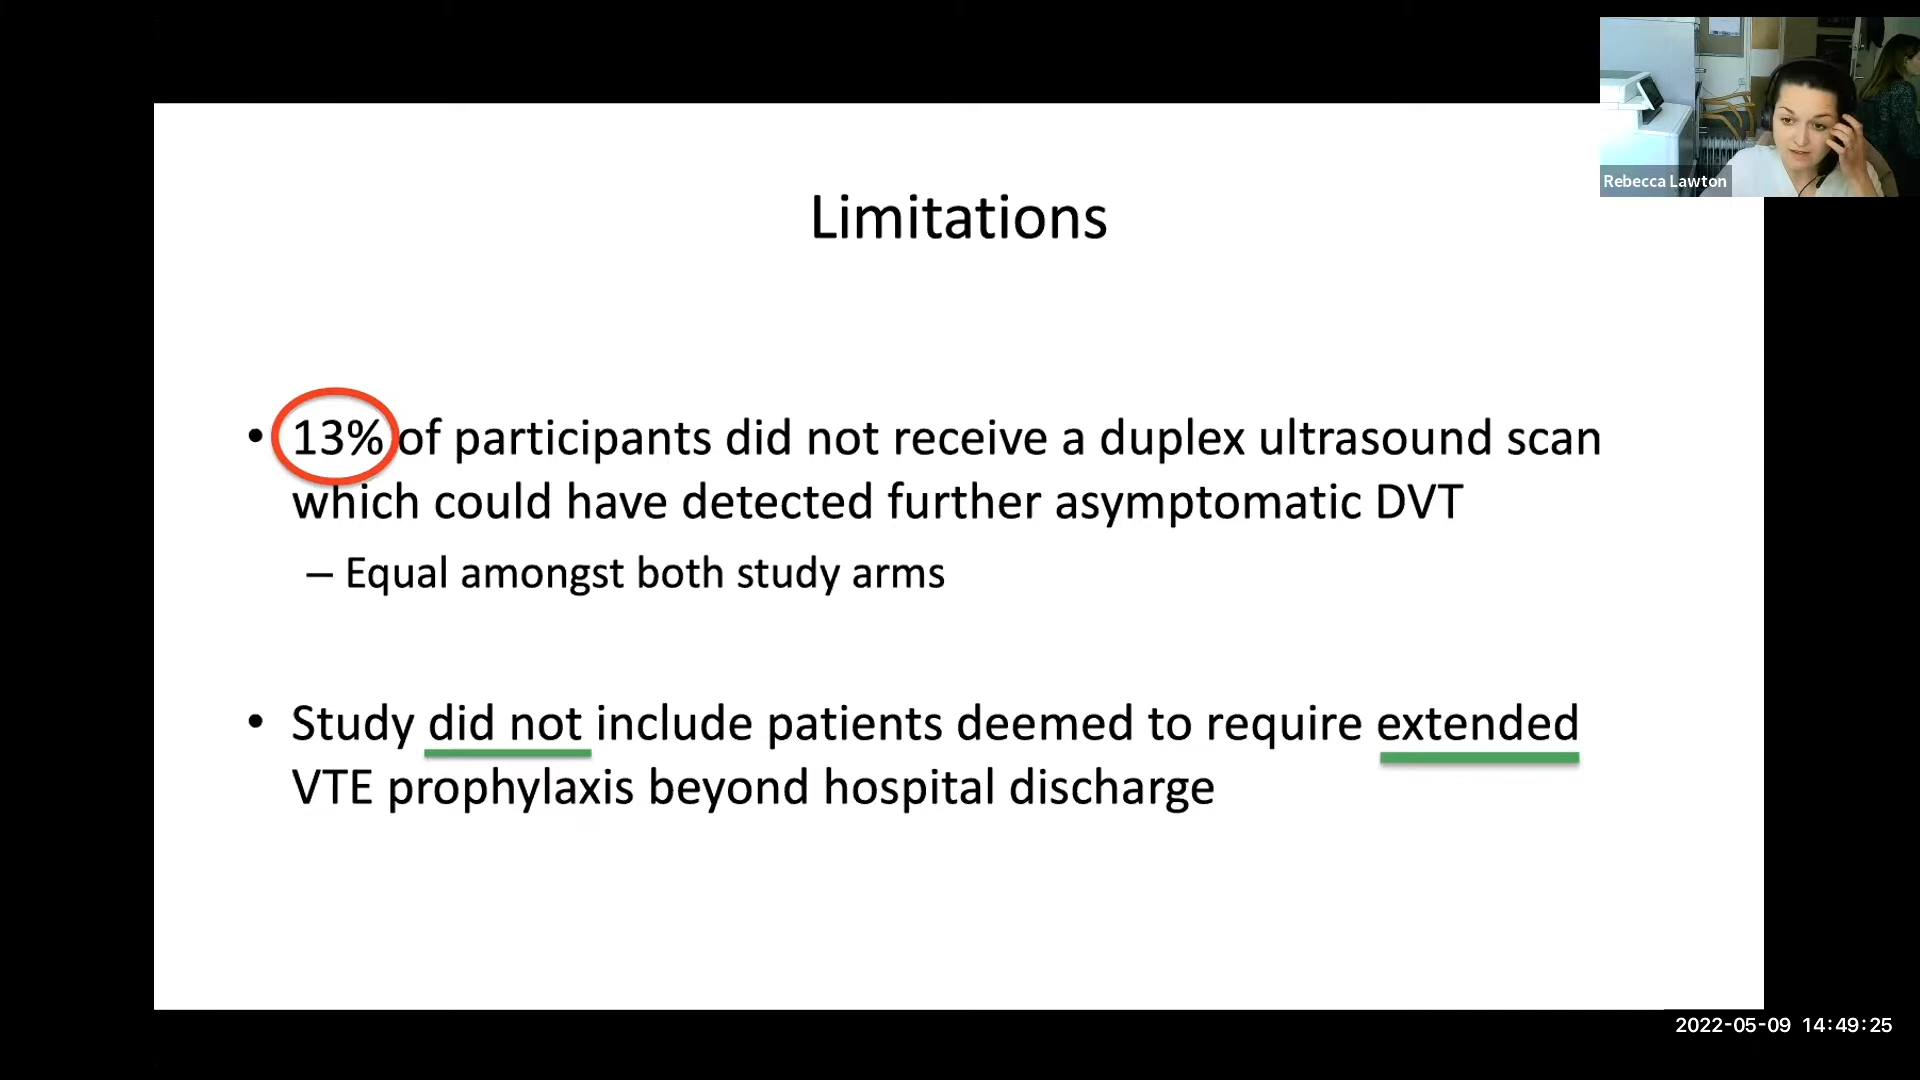 Rebecca Lawton
Limitations
• 13% of participants did not receive a duplex ultrasound scan
which could have detected further asymptomatic DVT
– Equal amongst both study arms
• Study did not include patients deemed to require extended
VTE prophylaxis beyond hospital discharge
2022-05-09 14:49:25